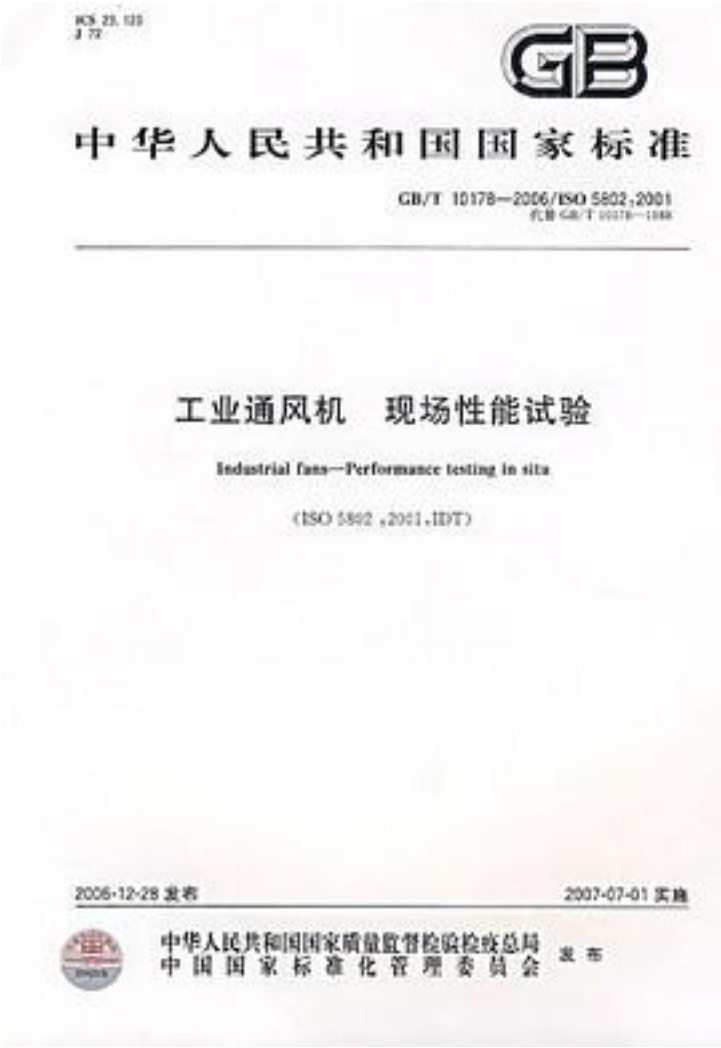 ICS 23.120
J 72
GB
中华人民共和国国家标准
GB/T 10178—2006/ISO 5802:2001
代替 GB/T 10178—1988
工业通风机 现场性能试验
Industrial fans—Performance testing in situ
(ISO 5802:2001,IDT)
2006-12-28 发布
2007-07-01 实施
中华人民共和国国家质量监督检验检疫总局
中国国家标准化管理委员会
发布